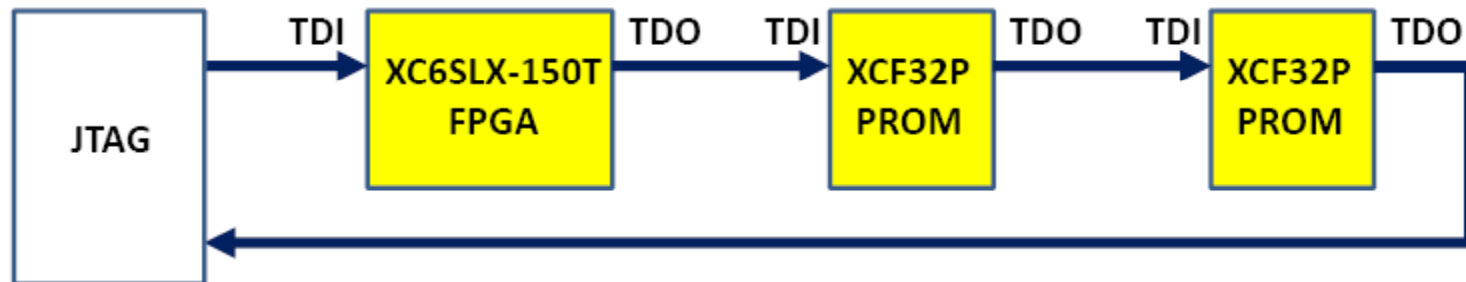 TDI
TDO
TDI
TDO
TDI
TDO
JTAG
XC6SLX-150T
FPGA
XCF32P
PROM
XCF32P
PROM